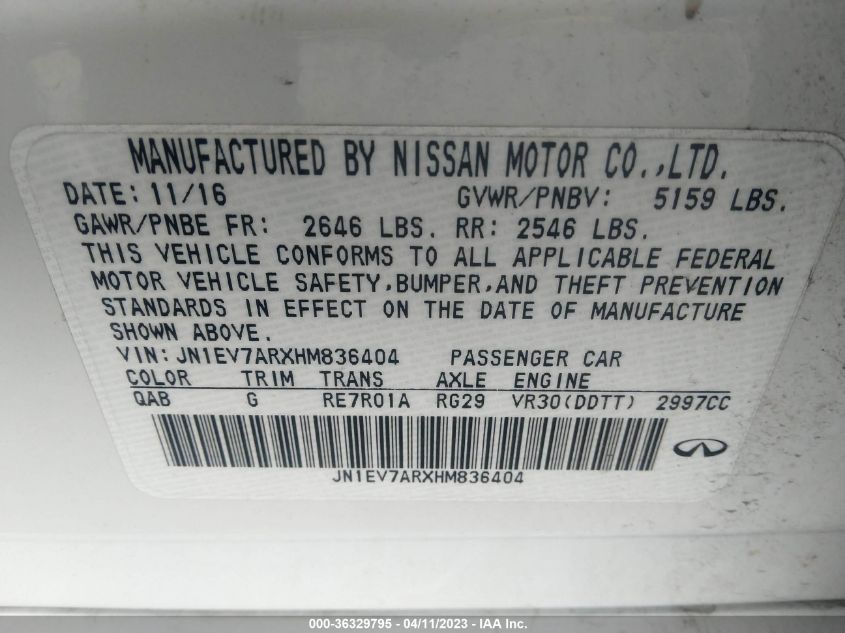 MANUFACTURED BY NISSAN MOTOR CO.,LTD.
DATE: 11/16 GVWR/PNBV: 5159 LBS.
GAWR/PNBE FR: 2646 LBS. RR: 2546 LBS.
THIS VEHICLE CONFORMS TO ALL APPLICABLE FEDERAL
MOTOR VEHICLE SAFETY,BUMPER,AND THEFT PREVENTION
STANDARDS IN EFFECT ON THE DATE OF MANUFACTURE
SHOWN ABOVE.
VIN: JN1EV7ARXHM836404 PASSENGER CAR
COLOR TRIM TRANS AXLE ENGINE
QAB G RE7R01A RG29 VR30(DDTT) 2997CC
JN1EV7ARXHM836404
000-36329795 - 04/11/2023 - IAA Inc.